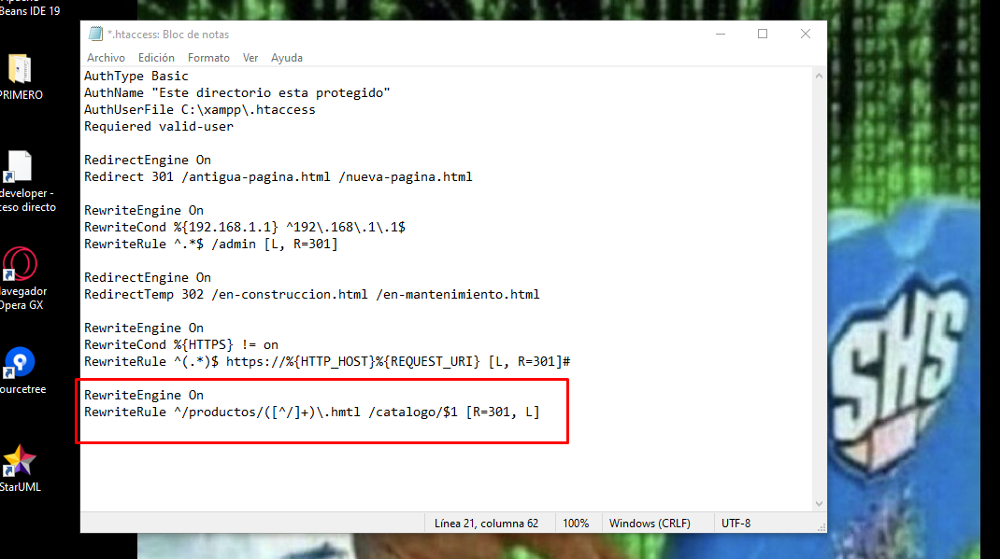 Beans IDE 19
*.htaccess: Bloc de notas
Archivo Edición Formato Ver Ayuda
AuthType Basic
AuthName "Este directorio esta protegido"
AuthUserFile C:\xampp\.htaccess
Requiered valid-user
RedirectEngine On
Redirect 301 /antigua-pagina.html /nueva-pagina.html
RewriteEngine On
RewriteCond %{192.168.1.1} ^192\.168\.1\.1$
RewriteRule ^.*$ /admin [L, R=301]
RedirectEngine On
RedirectTemp 302 /en-construccion.html /en-mantenimiento.html
RewriteEngine On
RewriteCond %{HTTPS} != on
RewriteRule ^(.*)$ https://%{HTTP_HOST}%{REQUEST_URI} [L, R=301]#
RewriteEngine On
RewriteRule ^/productos/([^/]+)\.hmtl /catalogo/$1 [R=301, L]
Línea 21, columna 62 100% Windows (CRLF) UTF-8
PRIMERO
developer -
ceso directo
Navegador
Opera GX
ourcetree
StarUML
SHS